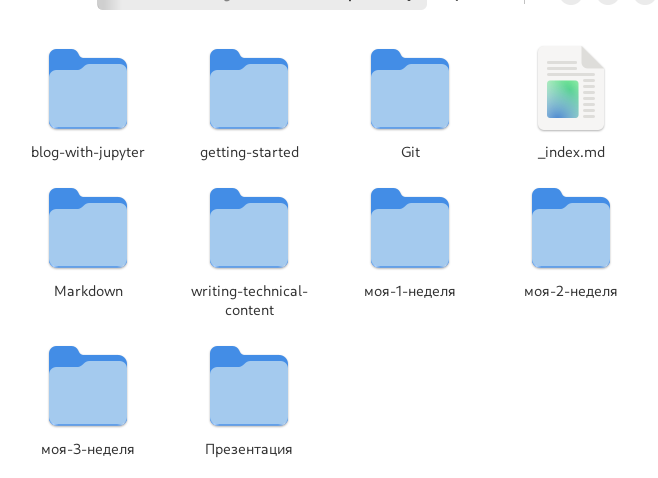 blog-with-jupyter
getting-started
Git
_index.md
Markdown
writing-technical-
content
моя-1-неделя
моя-2-неделя
моя-3-неделя
Презентация